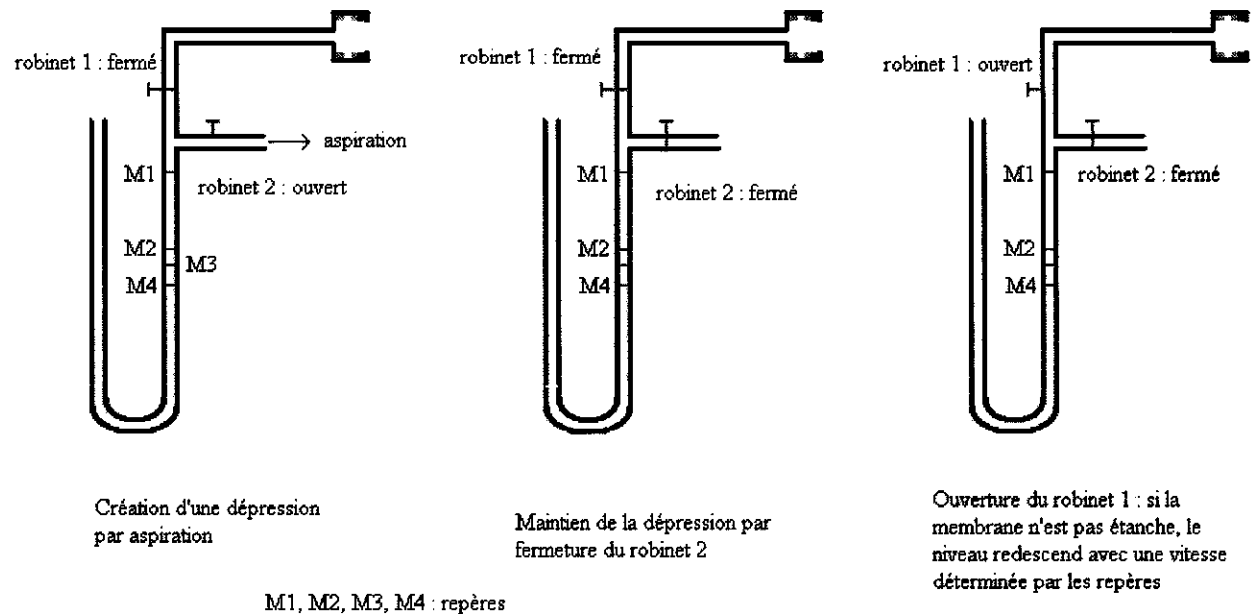 robinet 1 : fermé
aspiration
M1
robinet 2 : ouvert
M2
M3
M4
Création d'une dépression
par aspiration
robinet 1 : fermé
M1
robinet 2 : fermé
M2
M4
Maintien de la dépression par
fermeture du robinet 2
robinet 1 : ouvert
M1
robinet 2 : fermé
M2
M4
Ouverture du robinet 1 : si la
membrane n'est pas étanche, le
niveau redescend avec une vitesse
déterminée par les repères
M1, M2, M3, M4 : repères